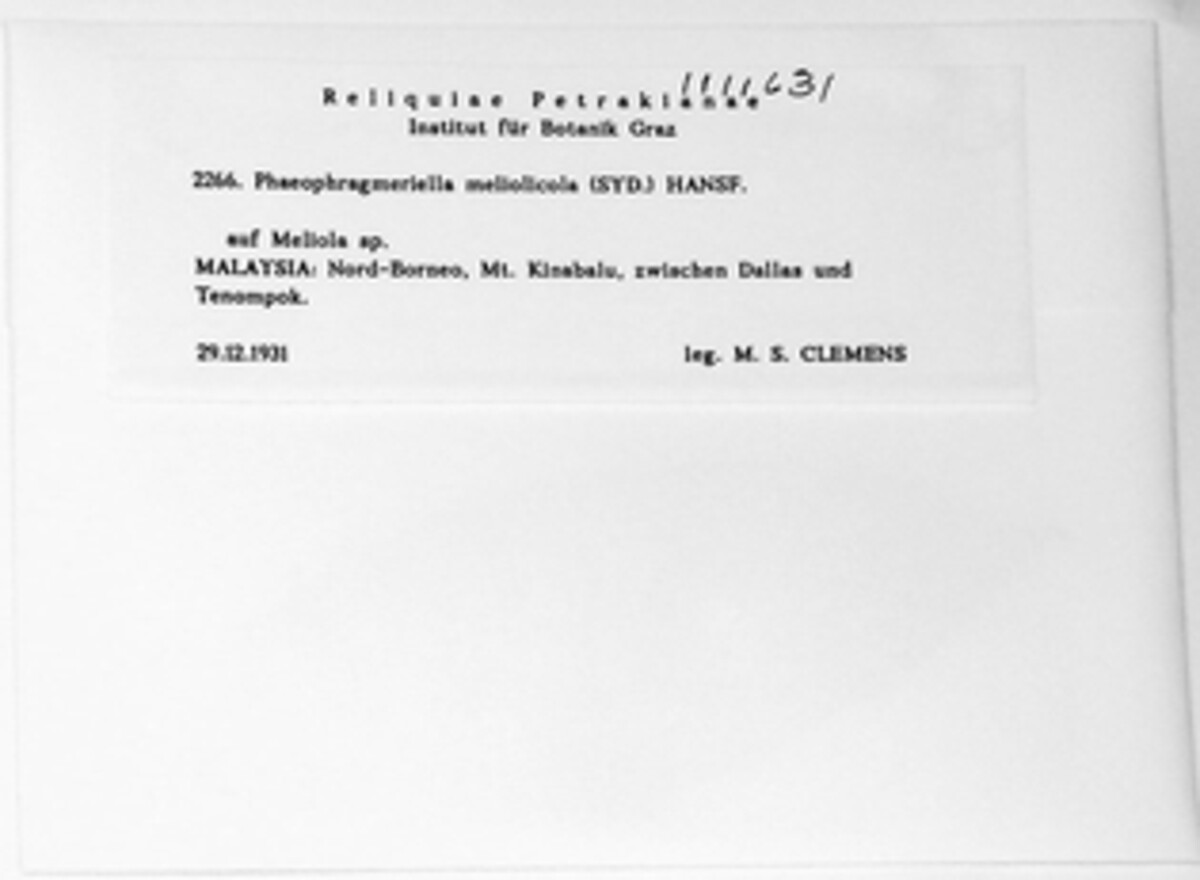 1111631
Reliquiae Petrakianae
Institut für Botanik Graz
2266. Phaeophragmeriella meliolicola (SYD.) HANSF.
auf Meliola sp.
MALAYSIA: Nord-Borneo, Mt. Kinabalu, zwischen Dallas und
Tenompok.
29.12.1931 leg. M. S. CLEMENS